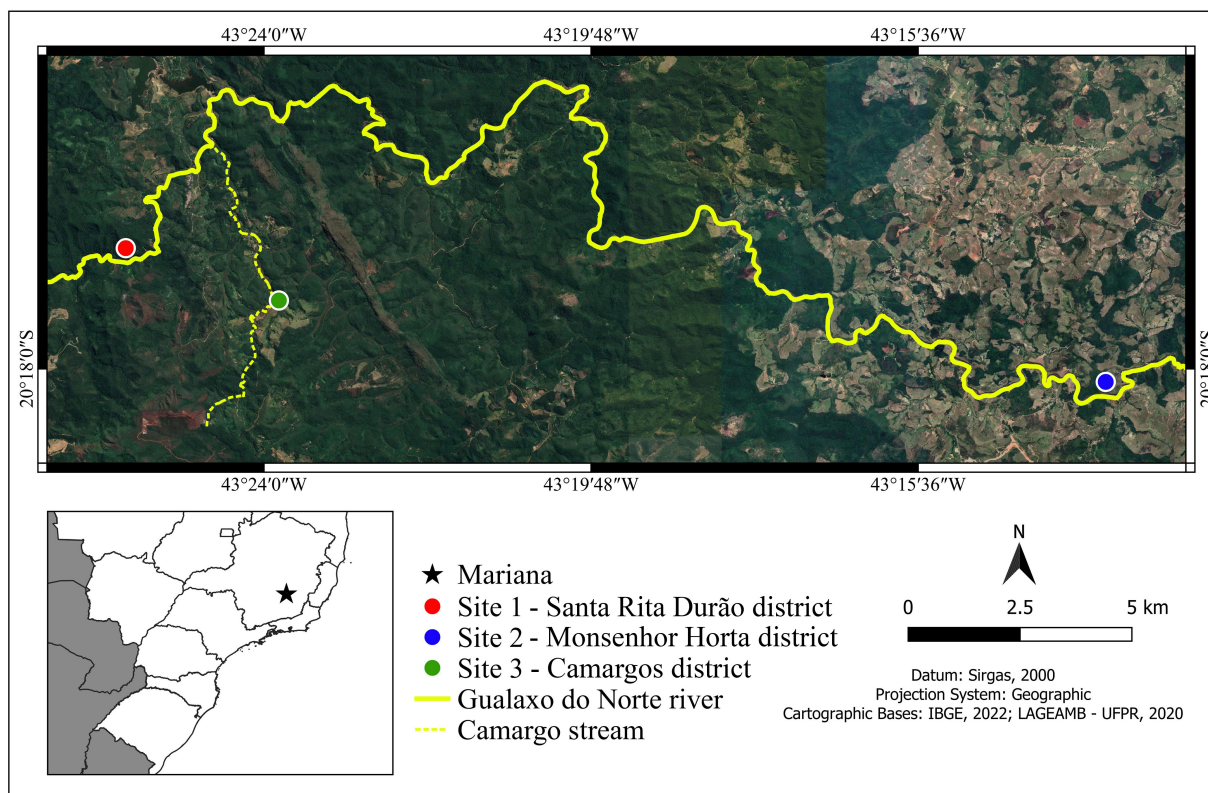 43°24′0″W 43°19′48″W 43°15′36″W
20°18′0″S
20°18′0″S
43°24′0″W 43°19′48″W 43°15′36″W
Mariana
Site 1 - Santa Rita Durão district
Site 2 - Monsenhor Horta district
Site 3 - Camargos district
Gualaxo do Norte river
Camargo stream
N
0 2.5 5 km
Datum: Sirgas, 2000
Projection System: Geographic
Cartographic Bases: IBGE, 2022; LAGEAMB - UFPR, 2020